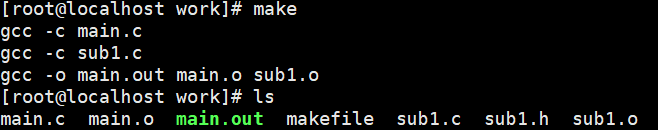 [root@localhost work]# make
gcc -c main.c
gcc -c sub1.c
gcc -o main.out main.o sub1.o
[root@localhost work]# ls
main.c  main.o  main.out  makefile  sub1.c  sub1.h  sub1.o